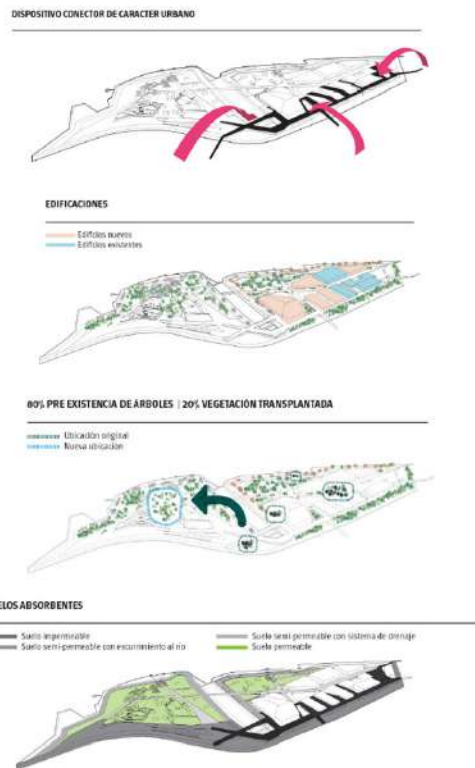 DISPOSITIVO CONECTOR DE CARACTER URBANO
EDIFICACIONES
Edificios nuevos
Edificios existentes
80% PRE EXISTENCIA DE ÁRBOLES | 20% VEGETACIÓN TRANSPLANTADA
Ubicación original
Nueva ubicación
ELOS ABSORBENTES
Suelo impermeable
Suelo semi-permeable con escurrimiento al río
Suelo semi permeable con sistema de drenaje
Suelo permeable